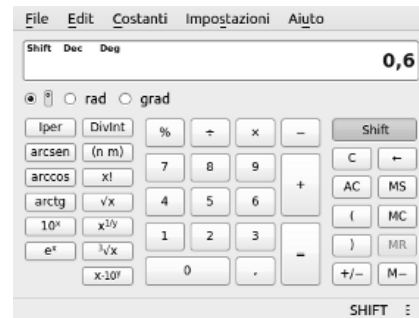 File Edit Costanti Impostazioni Aiuto
Shift Dec Deg
0,6
° rad grad
Iper DivInt % ÷ × − Shift
arcsen (n m) 7 8 9 + C ←
arccos x! AC MS
arctg √x 4 5 6 ( MC
10ˣ x¹/ʸ 1 2 3 = ) MR
eˣ ³√x
x·10ʸ 0 , +/− M−
SHIFT